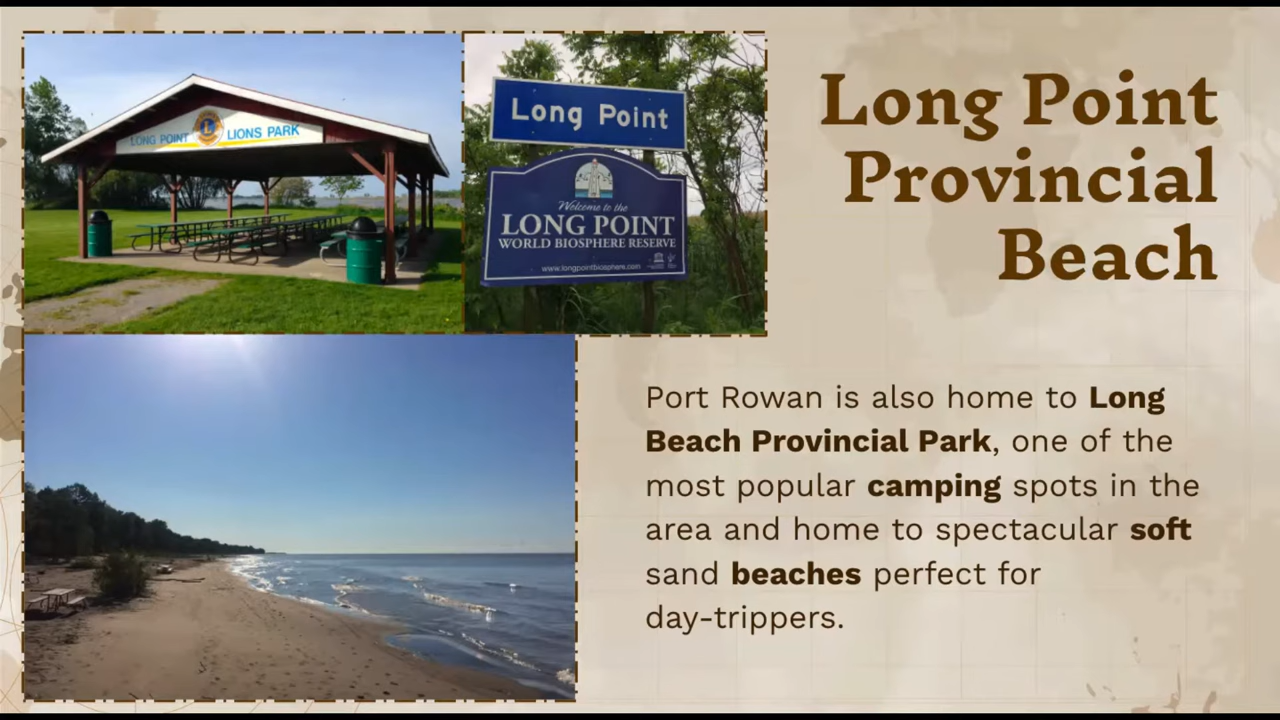 Long Point
Provincial
Beach
LONG POINT LIONS PARK
L
Long Point
Welcome to the
LONG POINT
WORLD BIOSPHERE RESERVE
www.longpointbiosphere.com
Port Rowan is also home to Long
Beach Provincial Park, one of the
most popular camping spots in the
area and home to spectacular soft
sand beaches perfect for
day-trippers.